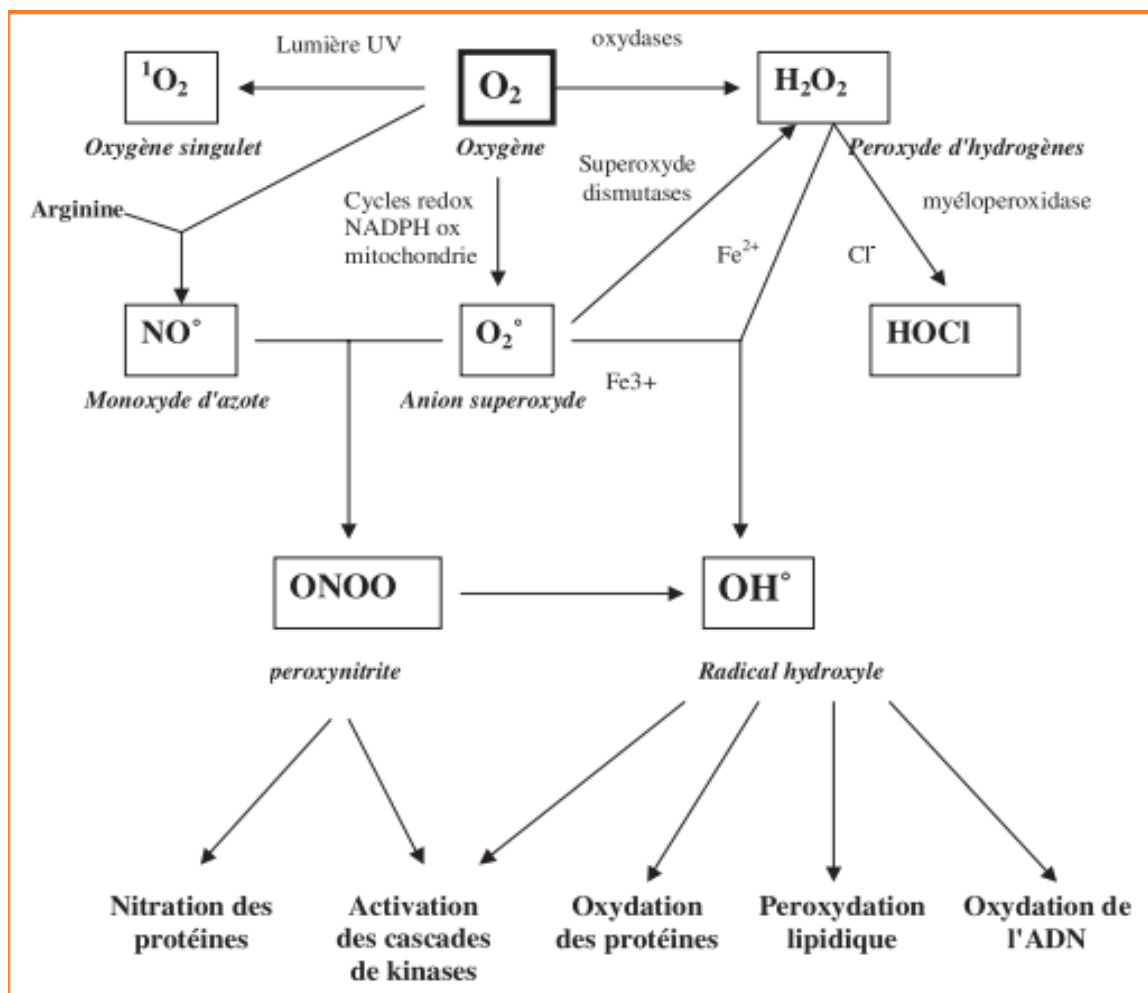 Lumière UV
oxydases
¹O₂
O₂
H₂O₂
Oxygène singulet
Oxygène
Peroxyde d'hydrogènes
Superoxyde
dismutases
Arginine
Cycles redox
NADPH ox
mitochondrie
myéloperoxidase
Fe²⁺
Cl⁻
NO°
O₂°
HOCl
Fe3+
Monoxyde d'azote
Anion superoxyde
ONOO
OH°
peroxynitrite
Radical hydroxyle
Nitration des
protéines
Activation
des cascades
de kinases
Oxydation
des protéines
Peroxydation
lipidique
Oxydation de
l'ADN